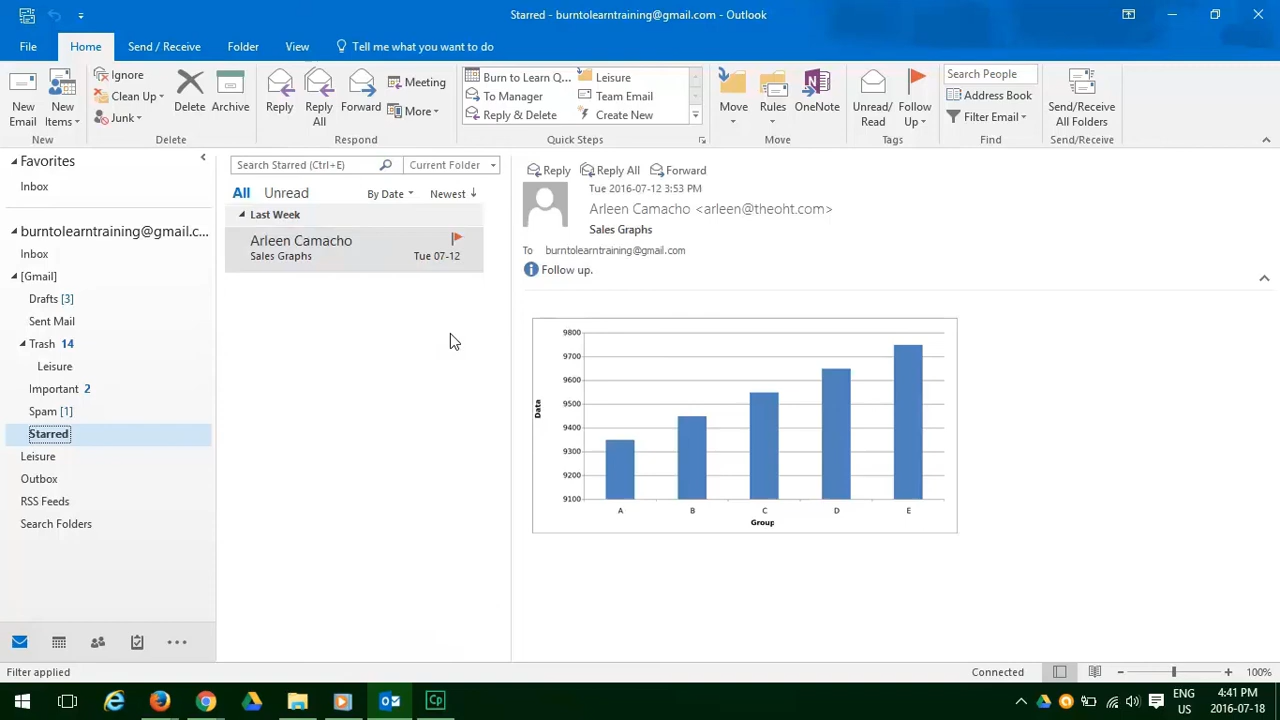 Starred - burntolearntraining@gmail.com - Outlook
File Home Send / Receive Folder View Tell me what you want to do
New Email
New Items
Ignore
Clean Up
Junk
Delete
Archive
Reply
Reply All
Forward
Meeting
More
Burn to Learn Q...
To Manager
Reply & Delete
Leisure
Team Email
Create New
Move
Rules
OneNote
Unread/ Read
Follow Up
Search People
Address Book
Filter Email
Send/Receive All Folders
New Delete Respond Quick Steps Move Tags Find Send/Receive
Favorites
Inbox
burntolearntraining@gmail.c...
Inbox
[Gmail]
Drafts [3]
Sent Mail
Trash 14
Leisure
Important 2
Spam [1]
Starred
Leisure
Outbox
RSS Feeds
Search Folders
Search Starred (Ctrl+E) Current Folder
All Unread By Date Newest
Last Week
Arleen Camacho
Sales Graphs Tue 07-12
Reply Reply All Forward
Tue 2016-07-12 3:53 PM
Arleen Camacho <arleen@theoht.com>
Sales Graphs
To burntolearntraining@gmail.com
Follow up.
9800
9700
9600
9500
9400
9300
9200
9100
Data
A B C D E
Group
Filter applied Connected 100%
ENG US
4:41 PM
2016-07-18